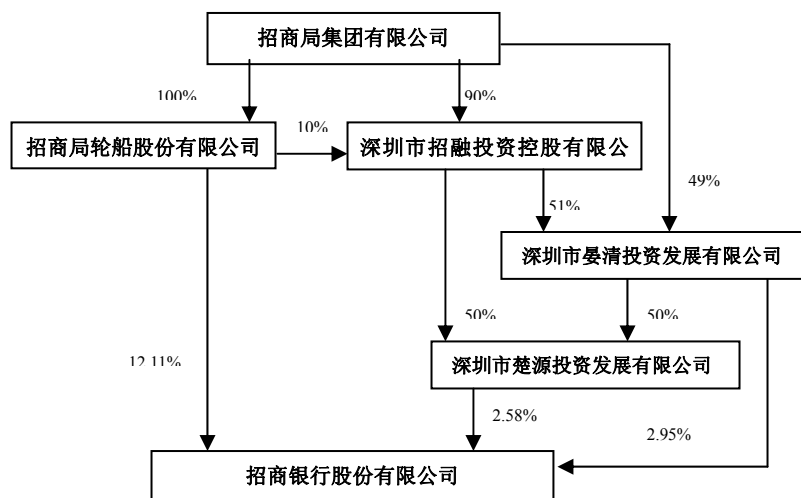 招商局集团有限公司
100%
90%
招商局轮船股份有限公司
10%
深圳市招融投资控股有限公
49%
51%
深圳市晏清投资发展有限公司
50%
50%
12.11%
深圳市楚源投资发展有限公司
2.58%
2.95%
招商银行股份有限公司